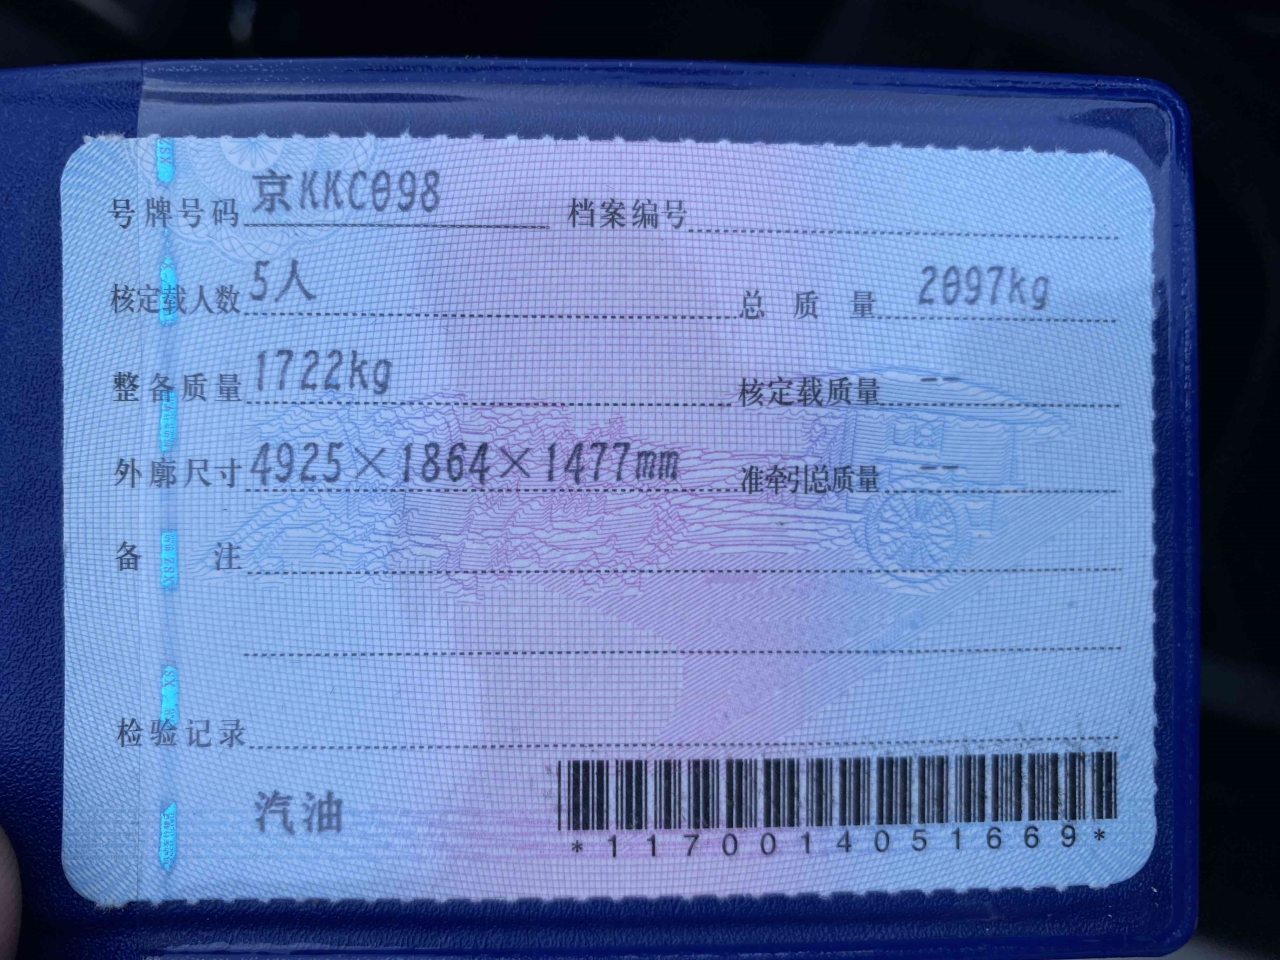 号牌号码 京KKC098 档案编号
核定载人数 5人 总质量 2097kg
整备质量 1722kg 核定载质量 --
外廓尺寸 4925×1864×1477mm 准牵引总质量 --
备注
检验记录
汽油
*1170014051669*